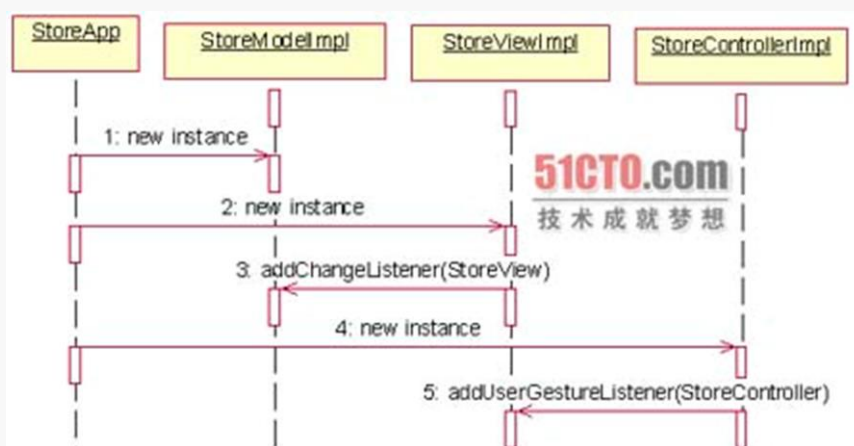 StoreApp
StoreModelImpl
StoreViewImpl
StoreControllerImpl
1: new instance
51CTO.com
技术成就梦想
2: new instance
3: addChangeListener(StoreView)
4: new instance
5: addUserGestureListener(StoreController)